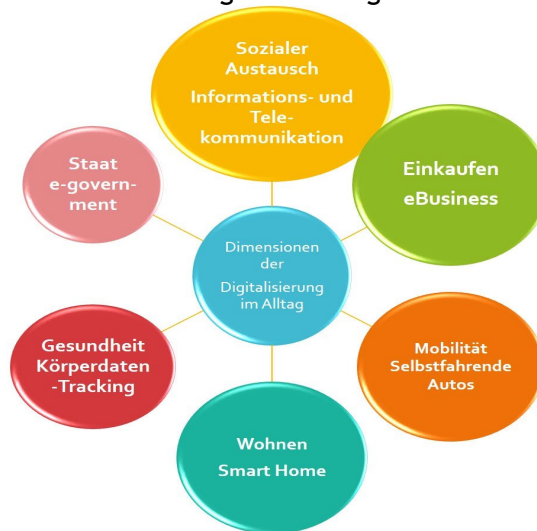 Sozialer
Austausch
Informations- und
Tele-
kommunikation
Einkaufen
eBusiness
Staat
e-govern-
ment
Dimensionen
der
Digitalisierung
im Alltag
Gesundheit
Körperdaten
-Tracking
Mobilität
Selbstfahrende
Autos
Wohnen
Smart Home